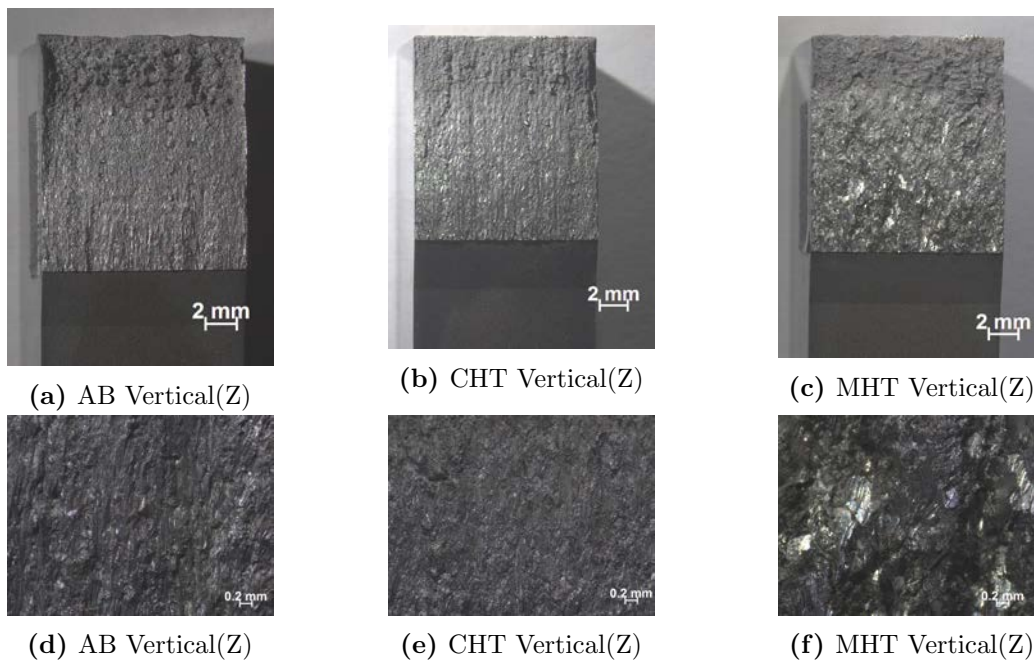 2 mm
2 mm
2 mm
(a) AB Vertical(Z)
(b) CHT Vertical(Z)
(c) MHT Vertical(Z)
0.2 mm
0.2 mm
0.2 mm
(d) AB Vertical(Z)
(e) CHT Vertical(Z)
(f) MHT Vertical(Z)